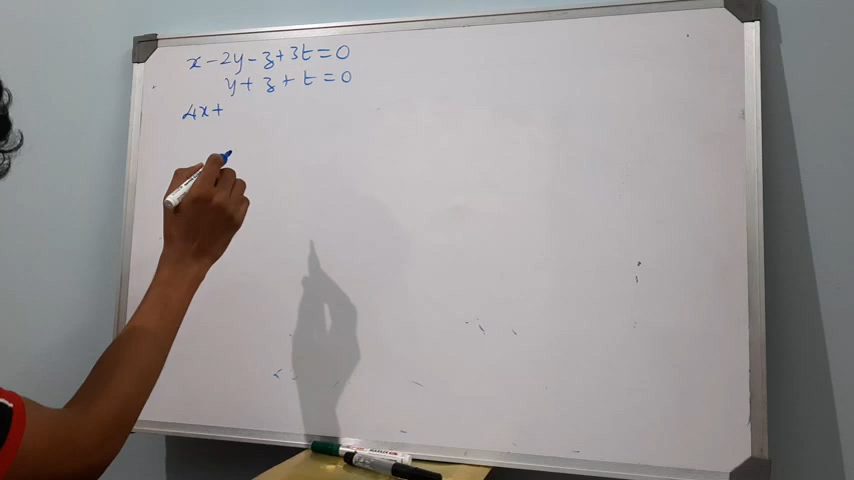 x - 2y - z + 3t = 0
y + z + t = 0
4x +